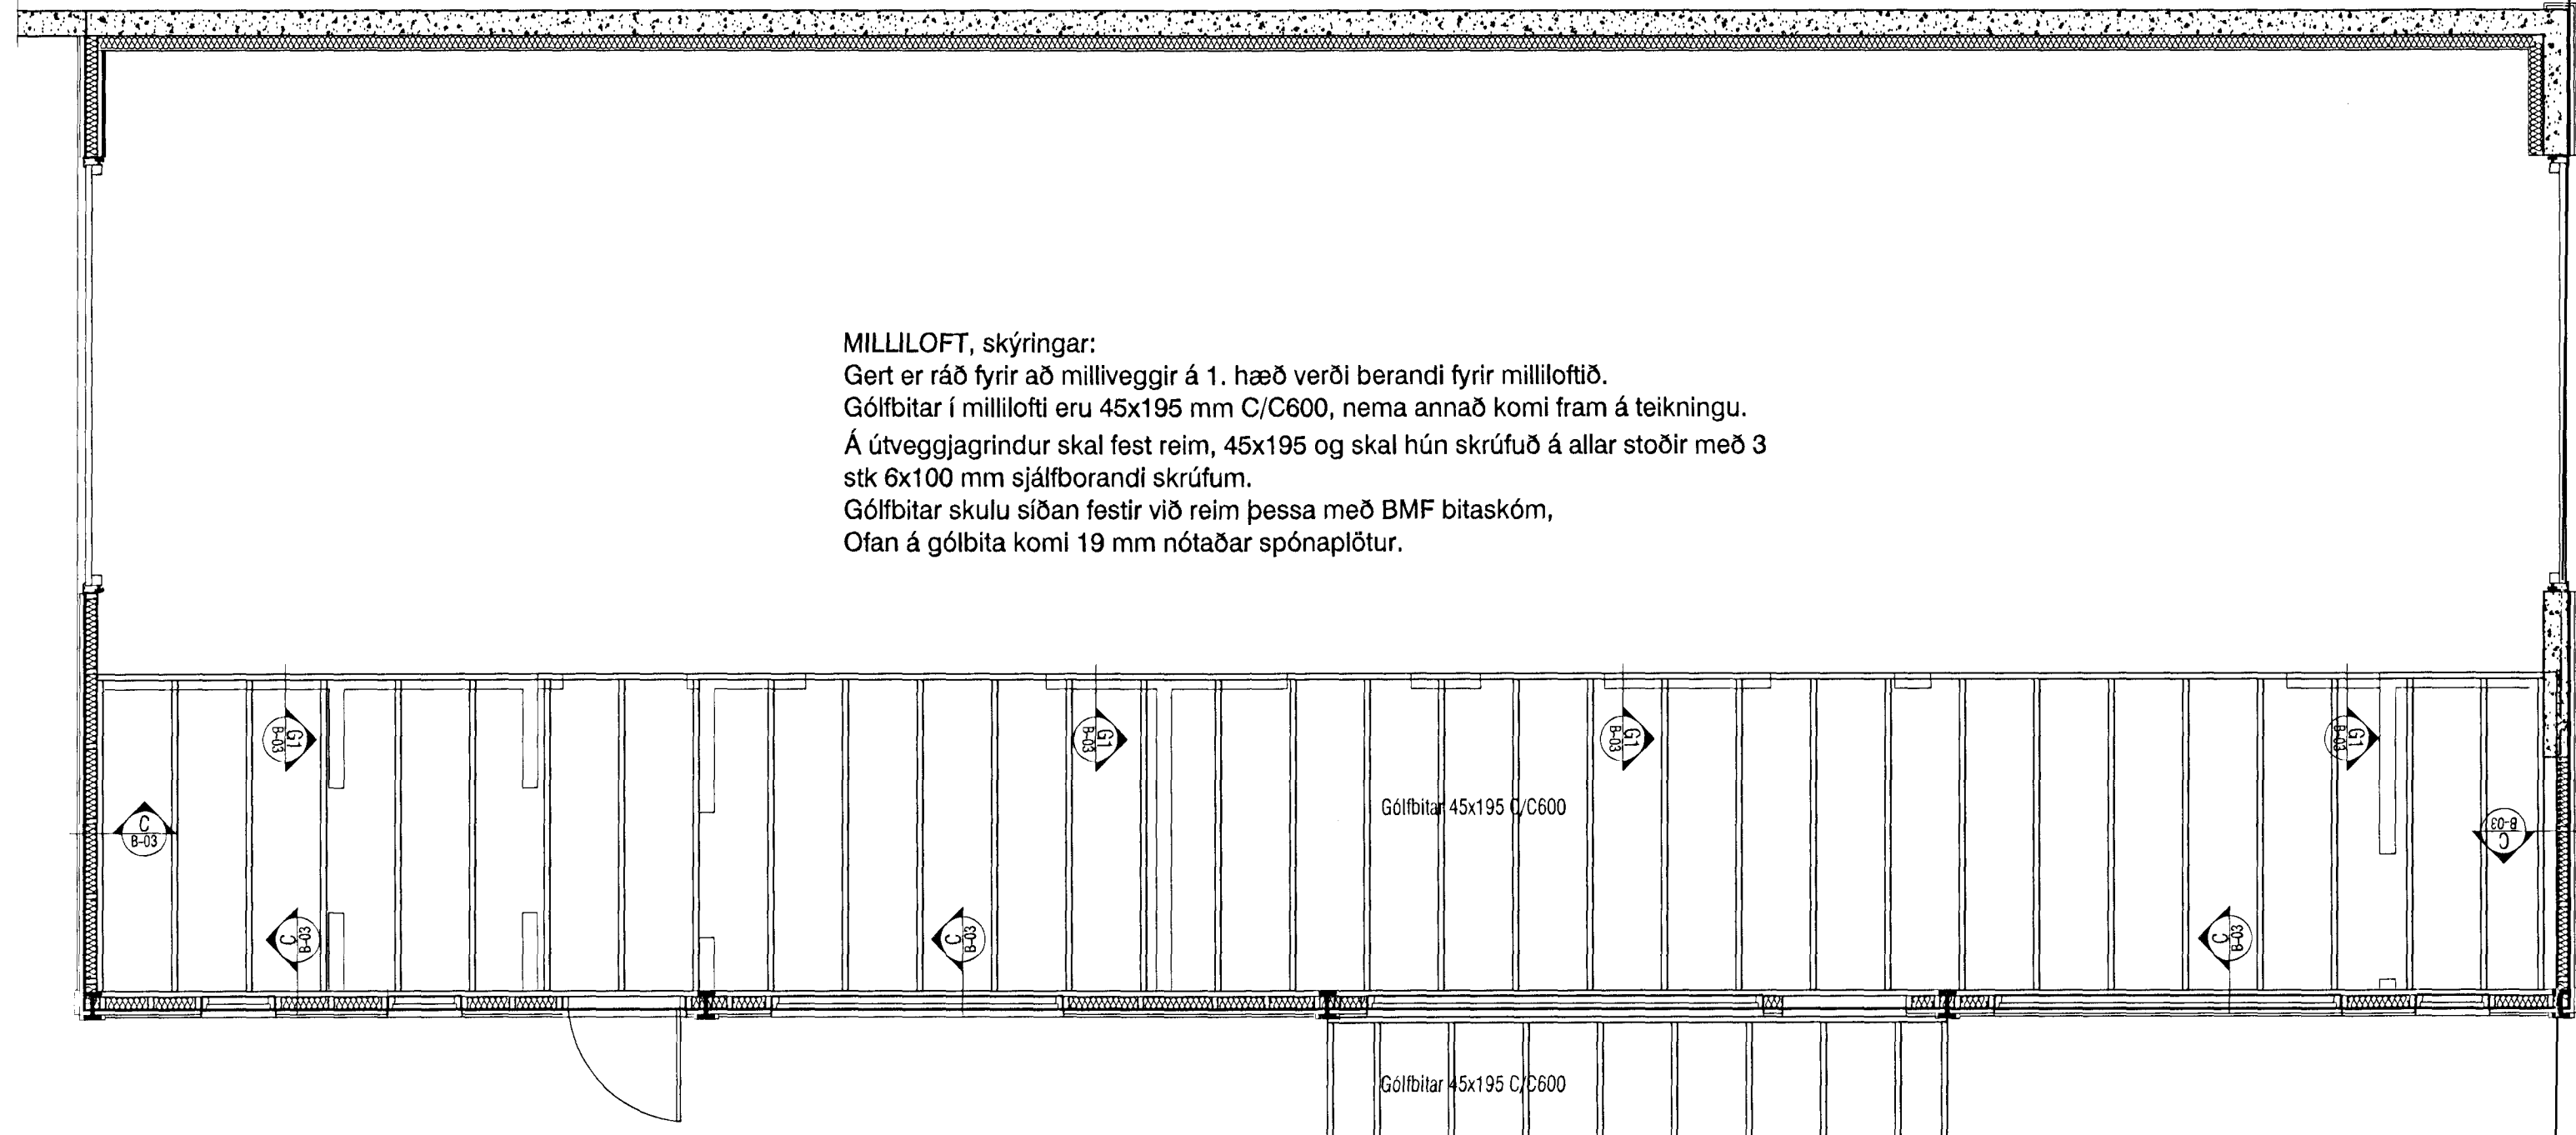 MILLILOFT, skýringar:
Gert er ráð fyrir að milliveggir á 1. hæð verði berandi fyrir milliloftið.
Gólfbitar í millilofti eru 45x195 mm C/C600, nema annað komi fram á teikningu.
Á útveggjagrindur skal fest reim, 45x195 og skal hún skrúfuð á allar stoðir með 3
stk 6x100 mm sjálfborandi skrúfum.
Gólfbitar skulu síðan festir við reim þessa með BMF bitaskóm,
Ofan á gólbita komi 19 mm nótaðar spónaplötur.
G1
B-03
G1
B-03
G1
B-03
G1
B-03
Gólfbitar 45x195 C/C600
C
B-03
C
B-03
C
B-03
C
B-03
C
B-03
Gólfbitar 45x195 C/C600